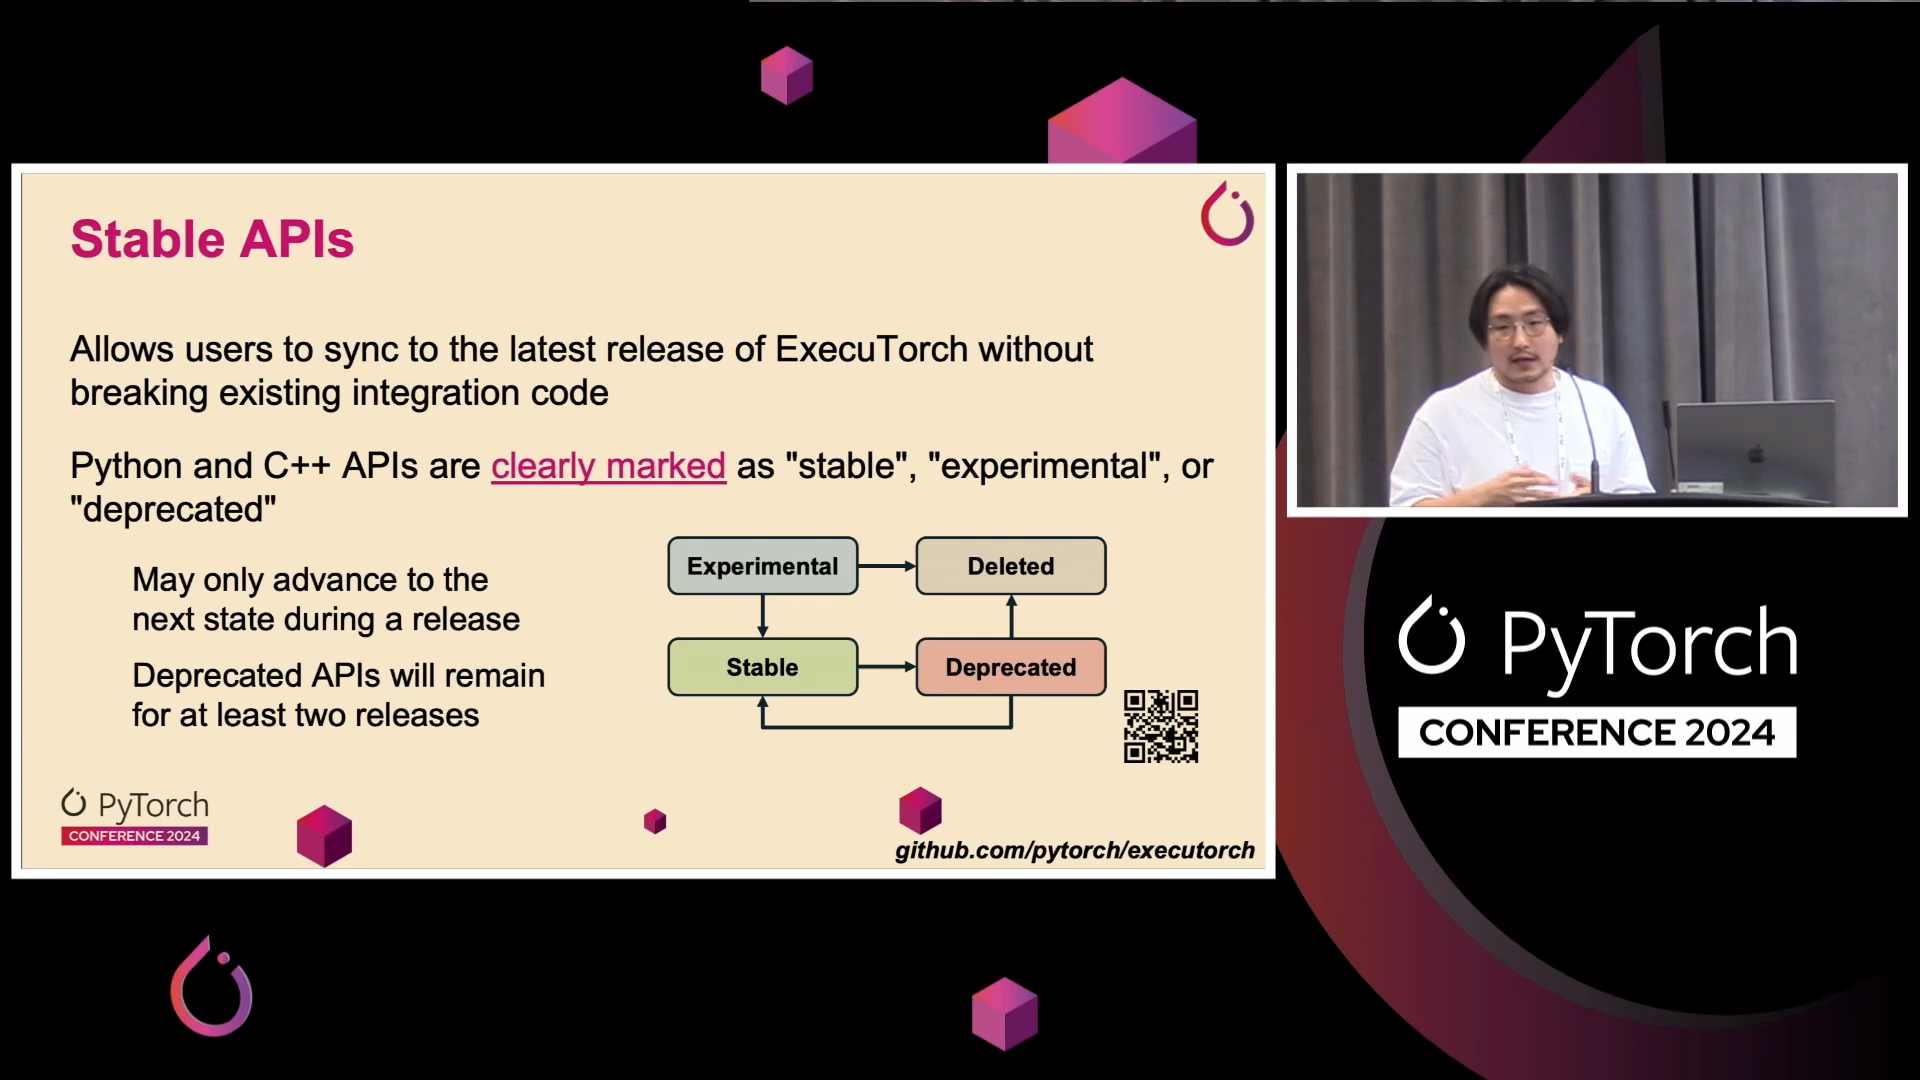 Stable APIs
Allows users to sync to the latest release of ExecuTorch without
breaking existing integration code
Python and C++ APIs are clearly marked as "stable", "experimental", or
"deprecated"
May only advance to the
next state during a release
Deprecated APIs will remain
for at least two releases
Experimental
Deleted
Stable
Deprecated
PyTorch
CONFERENCE 2024
github.com/pytorch/executorch
PyTorch
CONFERENCE 2024